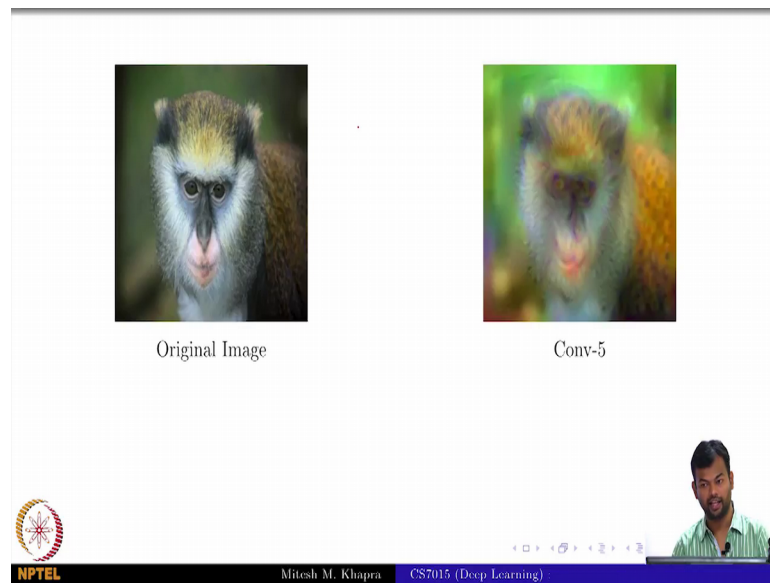 Original Image
Conv-5
NPTEL
Mitesh M. Khapra
CS7015 (Deep Learning) :